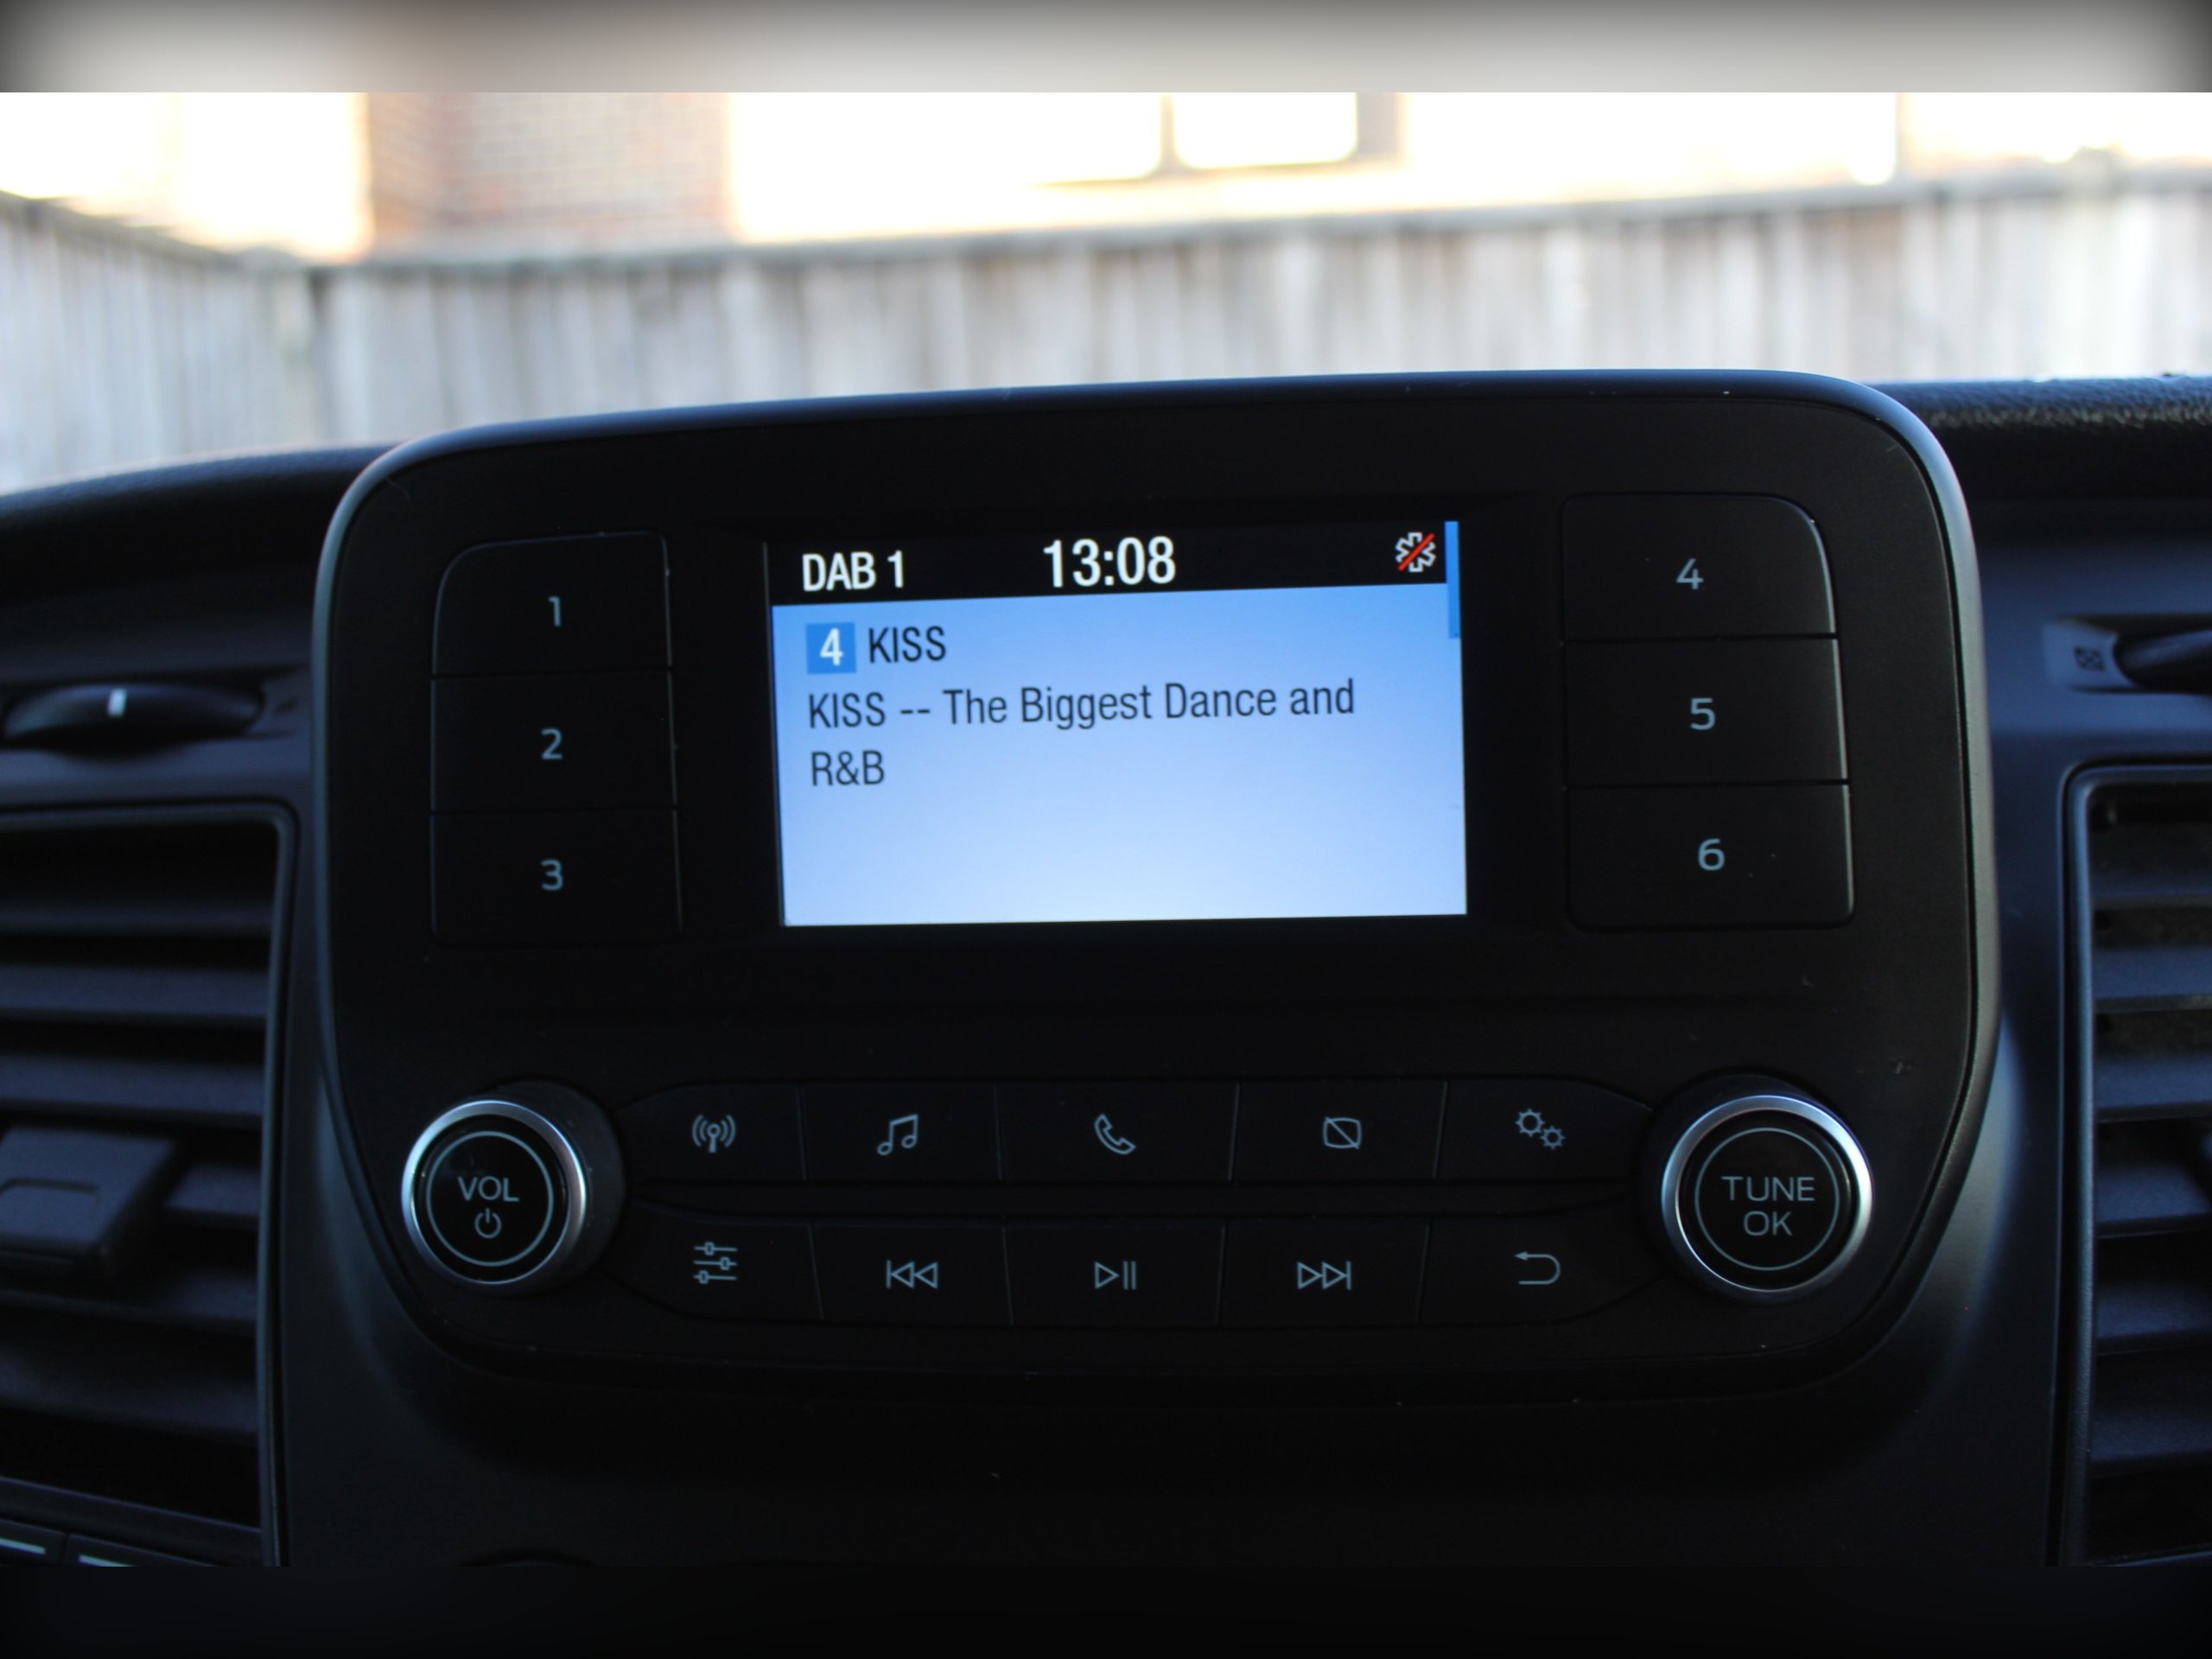 DAB 1 13:08
4 KISS
KISS -- The Biggest Dance and
R&B
1
2
3
4
5
6
VOL
TUNE
OK